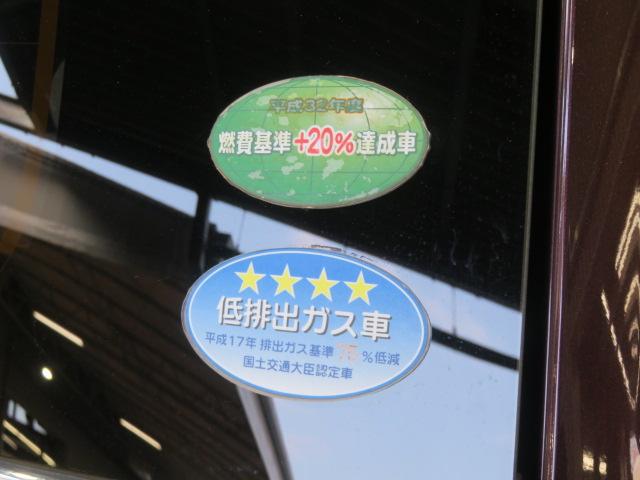 平成32年度
燃費基準+20%達成車
低排出ガス車
平成17年 排出ガス基準75%低減
国土交通大臣認定車